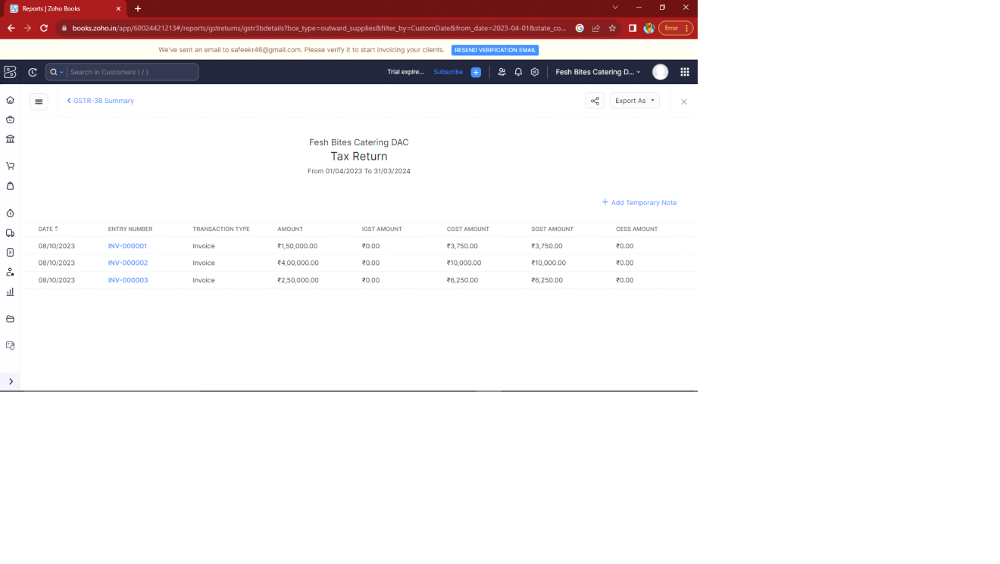 Reports | Zoho Books
books.zoho.in/app/60024421213#/reports/gstreturns/gstr3bdetails?box_type=outward_supplies&filter_by=CustomDate&from_date=2023-04-01&state_co...
Error
We've sent an email to safeekr46@gmail.com. Please verify it to start invoicing your clients. RESEND VERIFICATION EMAIL
Search in Customers ( / )
Trial expire... Subscribe
Fesh Bites Catering D...
GSTR-3B Summary
Export As
Fesh Bites Catering DAC
Tax Return
From 01/04/2023 To 31/03/2024
+ Add Temporary Note
DATE ENTRY NUMBER TRANSACTION TYPE AMOUNT IGST AMOUNT CGST AMOUNT SGST AMOUNT CESS AMOUNT
08/10/2023 INV-000001 Invoice ₹1,50,000.00 ₹0.00 ₹3,750.00 ₹3,750.00 ₹0.00
08/10/2023 INV-000002 Invoice ₹4,00,000.00 ₹0.00 ₹10,000.00 ₹10,000.00 ₹0.00
08/10/2023 INV-000003 Invoice ₹2,50,000.00 ₹0.00 ₹6,250.00 ₹6,250.00 ₹0.00